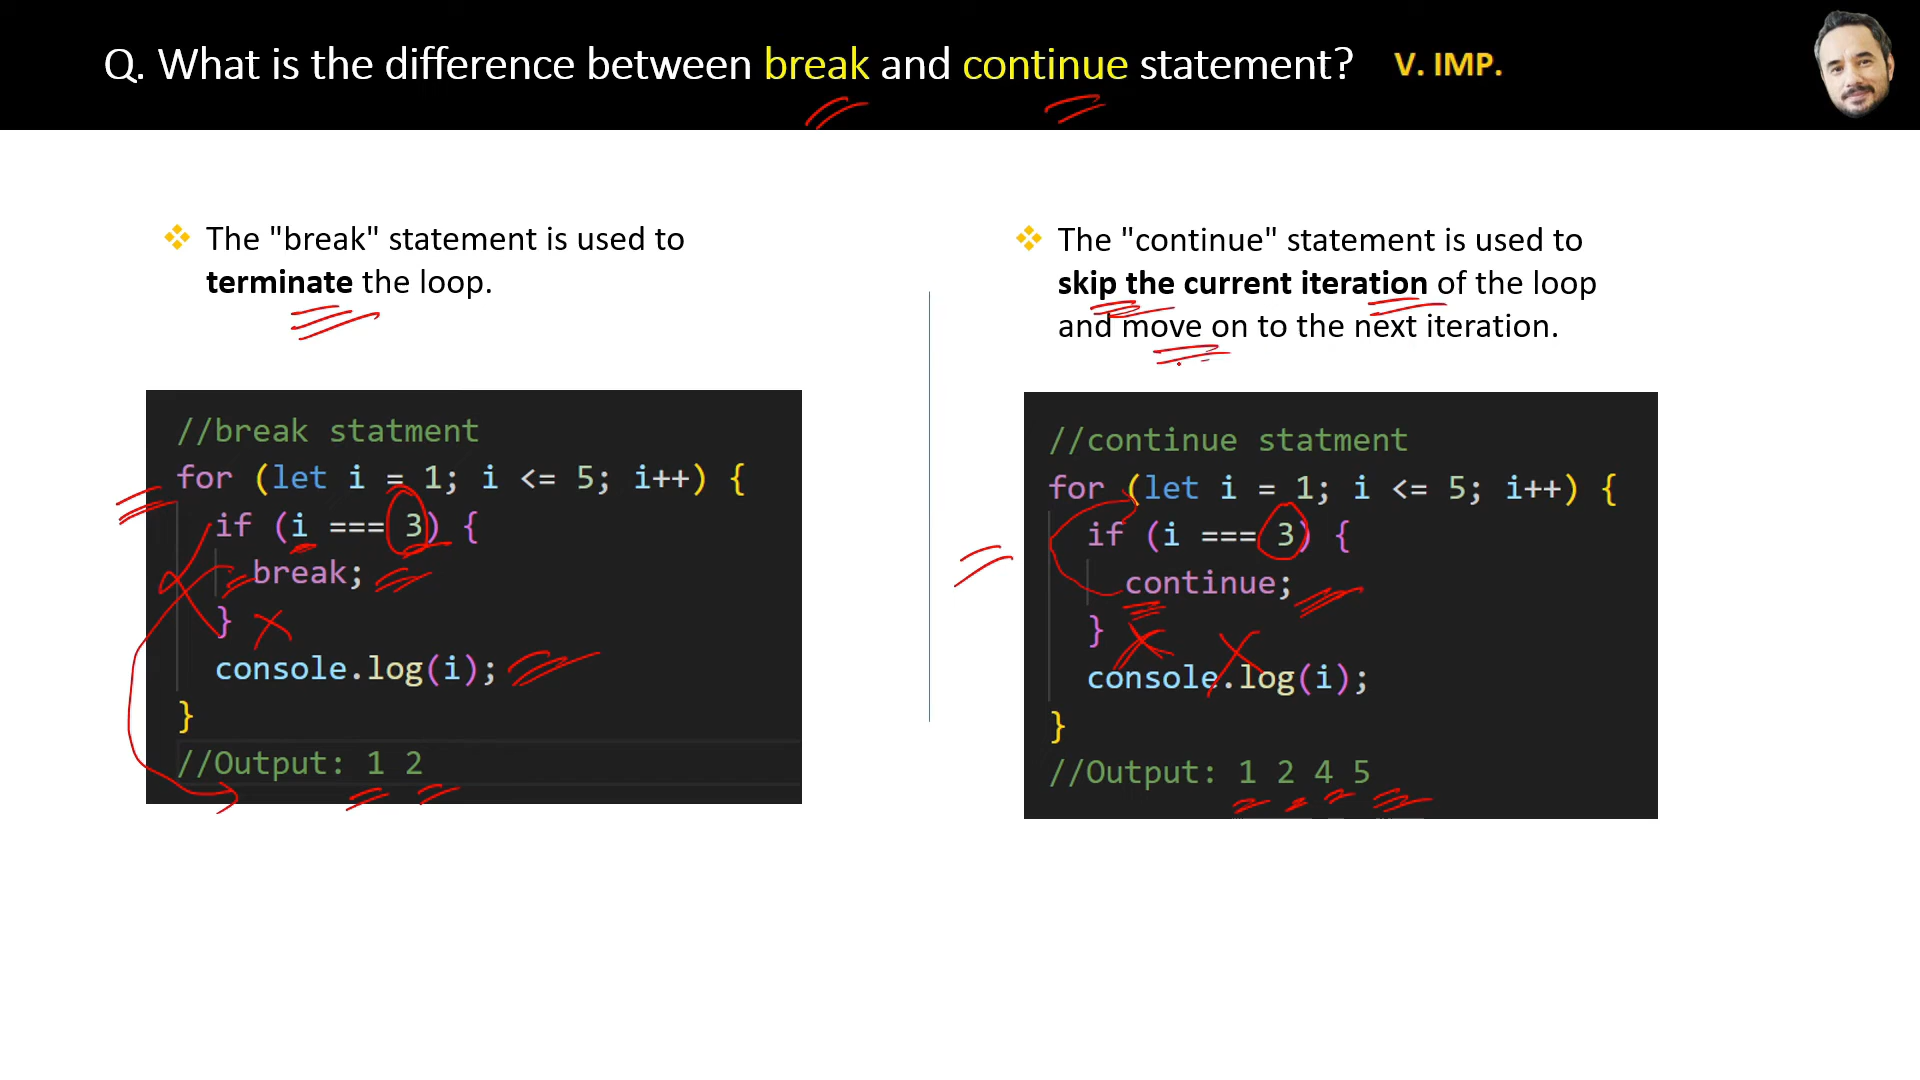 Q. What is the difference between break and continue statement? V. IMP.
The "break" statement is used to
terminate the loop.
//break statment
for (let i = 1; i <= 5; i++) {
if (i === 3) {
break;
}
console.log(i);
}
//Output: 1 2
The "continue" statement is used to
skip the current iteration of the loop
and move on to the next iteration.
//continue statment
for (let i = 1; i <= 5; i++) {
if (i === 3) {
continue;
}
console.log(i);
}
//Output: 1 2 4 5